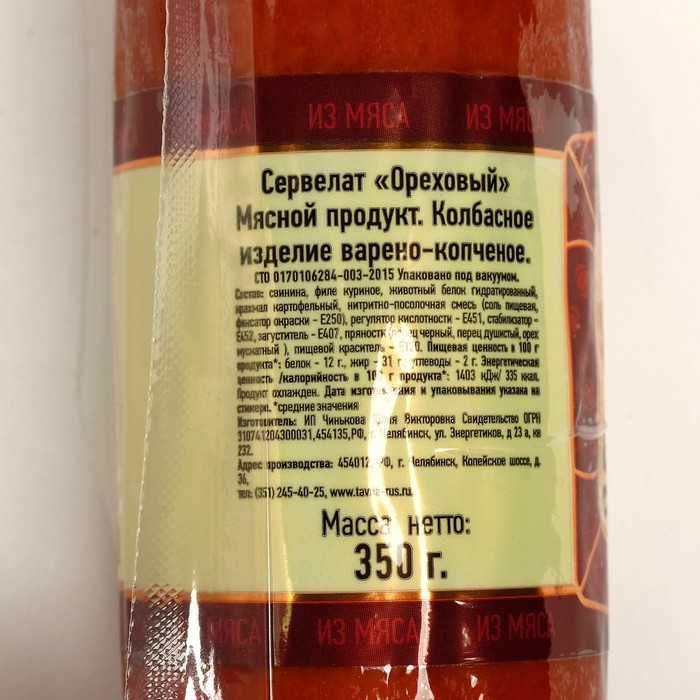 ИЗ МЯСА ИЗ МЯСА
Сервелат «Ореховый»
Мясной продукт. Колбасное
изделие варено-копченое.
СТО 0170106284-003-2015 Упаковано под вакуумом.
Состав: свинина, филе куриное, животный белок гидратированный,
крахмал картофельный, нитритно-посолочная смесь (соль пищевая,
фиксатор окраски - Е250), регулятор кислотности - Е451, стабилизатор -
Е452, загуститель - Е407, пряности (перец черный, перец душистый, орех
мускатный ), пищевой краситель - Пищевая ценность в 100 г
продукта*: белок - 12 г., жир - 31 г, углеводы - 2 г. Энергетическая
ценность /калорийность в 100 г продукта*: 1403 кДж/ 335 ккал.
Продукт охлажден. Дата изготовления и упаковывания указана на
стикере. *средние значения
Изготовитель: ИП Чинькова Викторовна Свидетельство ОГРН
310741204300031,454135,РФ, г. Челябинск, ул. Энергетиков, д 23 а, кв
232.
Адрес производства: РФ, г. Челябинск, Копейское шоссе, д.
36,
тел: (351) 245-40-25,
Масса нетто:
350 г.
МЯСА ИЗ МЯСА ИЗ МЯСА